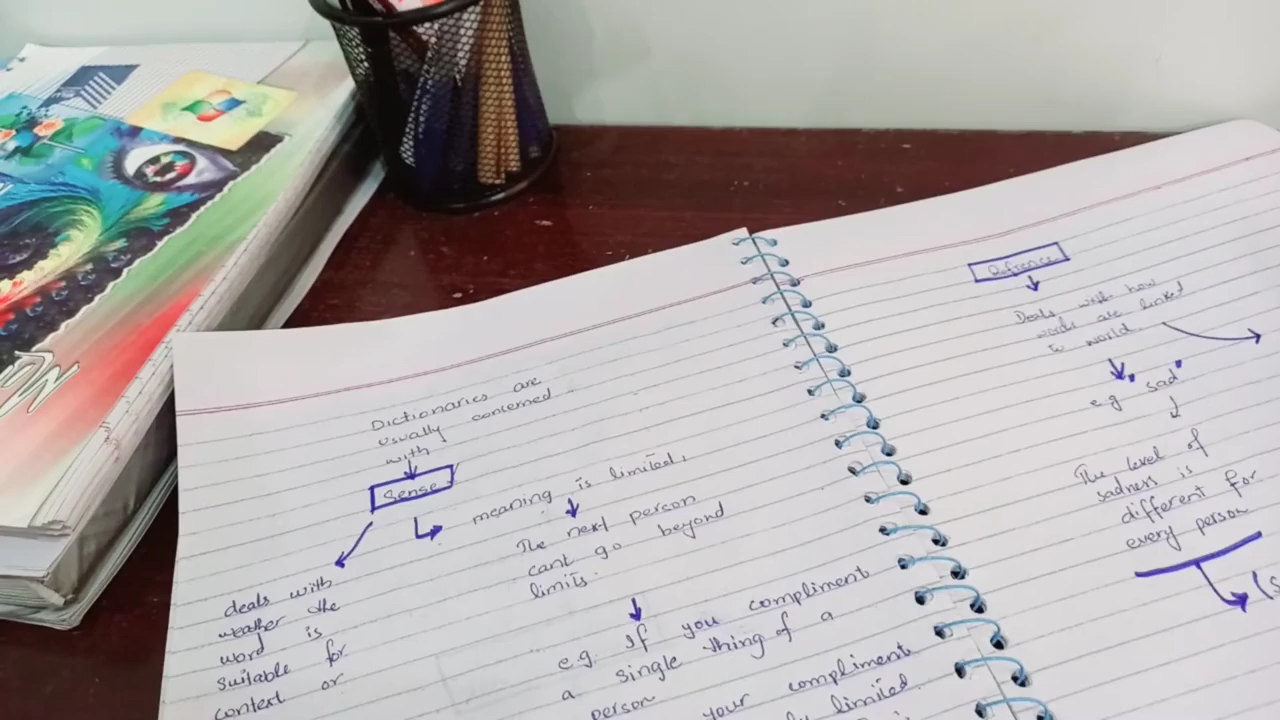 Dictionaries are
usually concerned
with
Sense
meaning is limited.
The next person
cant go beyond
limits.
e.g. If you compliment
a single thing of a
person
your compliment
limited.
deals with
weather the
word is
suitable for
context or
Refrence
Deals with how
words are linked
to world.
e.g "sad"
The level of
sadness is
different for
every person